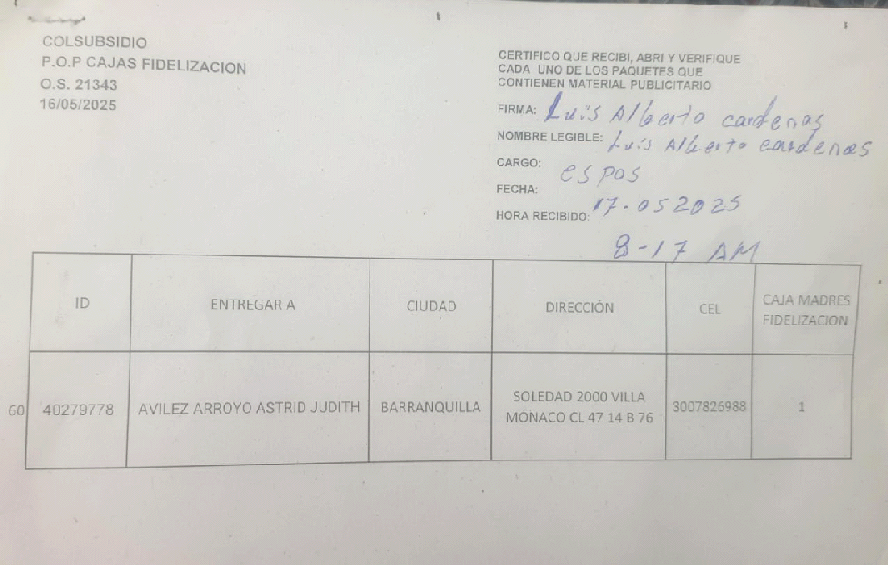 COLSUBSIDIO
P.O.P CAJAS FIDELIZACION
O.S. 21343
16/05/2025
CERTIFICO QUE RECIBI, ABRI Y VERIFIQUE
CADA UNO DE LOS PAQUETES QUE
CONTIENEN MATERIAL PUBLICITARIO
FIRMA: Luis Alberto cardenas
NOMBRE LEGIBLE: Luis Alberto cardenas
CARGO: espos
FECHA: 17.052025
HORA RECIBIDO: 8-17 AM
ID ENTREGAR A CIUDAD DIRECCIÓN CEL CAJA MADRES FIDELIZACION
60 40279778 AVILEZ ARROYO ASTRID JUDITH BARRANQUILLA SOLEDAD 2000 VILLA MONACO CL 47 14 B 76 3007826988 1